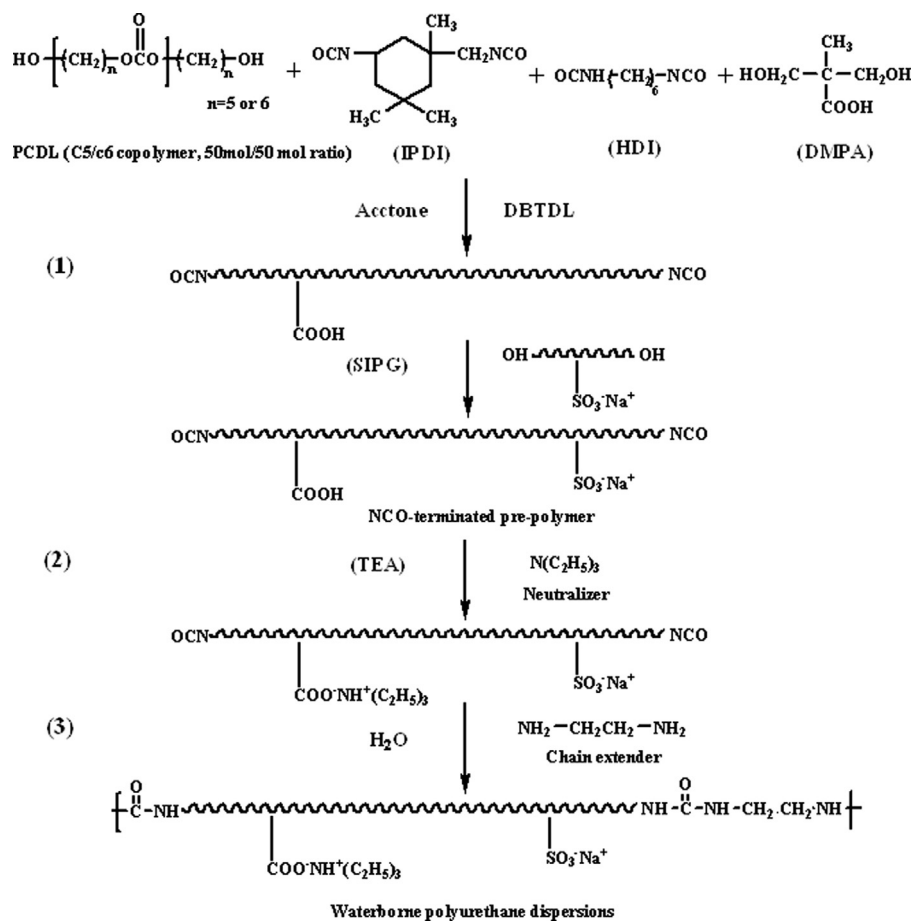 HO-[-(CH₂)ₙ-OCO-]-(CH₂)ₙ-OH + OCN CH₃ CH₂NCO H₃C CH₃ + OCNH-(-CH₂-)₆-NCO + HOH₂C-C-CH₂OH CH₃ COOH
O
n=5 or 6
PCDL (C5/c6 copolymer, 50mol/50 mol ratio) (IPDI) (HDI) (DMPA)
Acctone DBTDL
(1)
OCN NCO
COOH
(SIPG) OH OH
SO₃⁻Na⁺
OCN NCO
COOH SO₃⁻Na⁺
NCO-terminated pre-polymer
(2) (TEA) N(C₂H₅)₃
Neutralizer
OCN NCO
COO⁻NH⁺(C₂H₅)₃ SO₃⁻Na⁺
(3) H₂O NH₂-CH₂CH₂-NH₂
Chain extender
O O
[-C-NH NH-C-NH-CH₂.CH₂-NH-]
COO⁻NH⁺(C₂H₅)₃ SO₃⁻Na⁺
Waterborne polyurethane dispersions